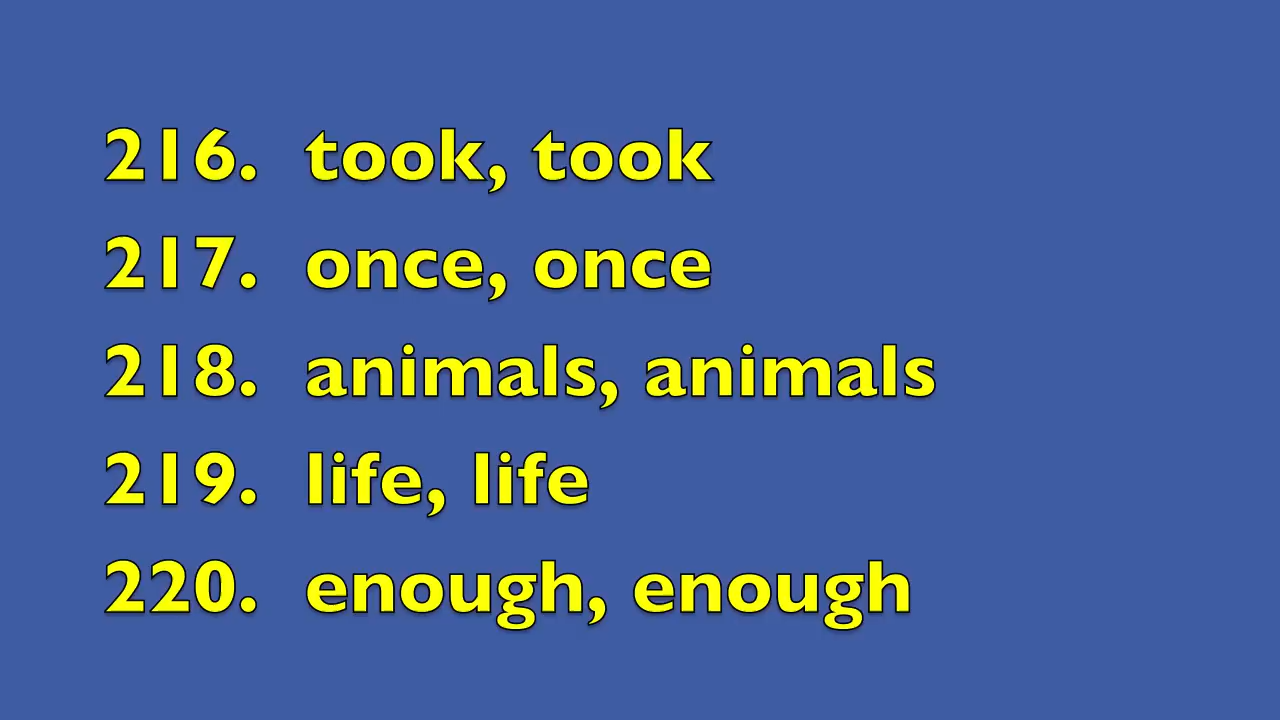 216. took, took
217. once, once
218. animals, animals
219. life, life
220. enough, enough